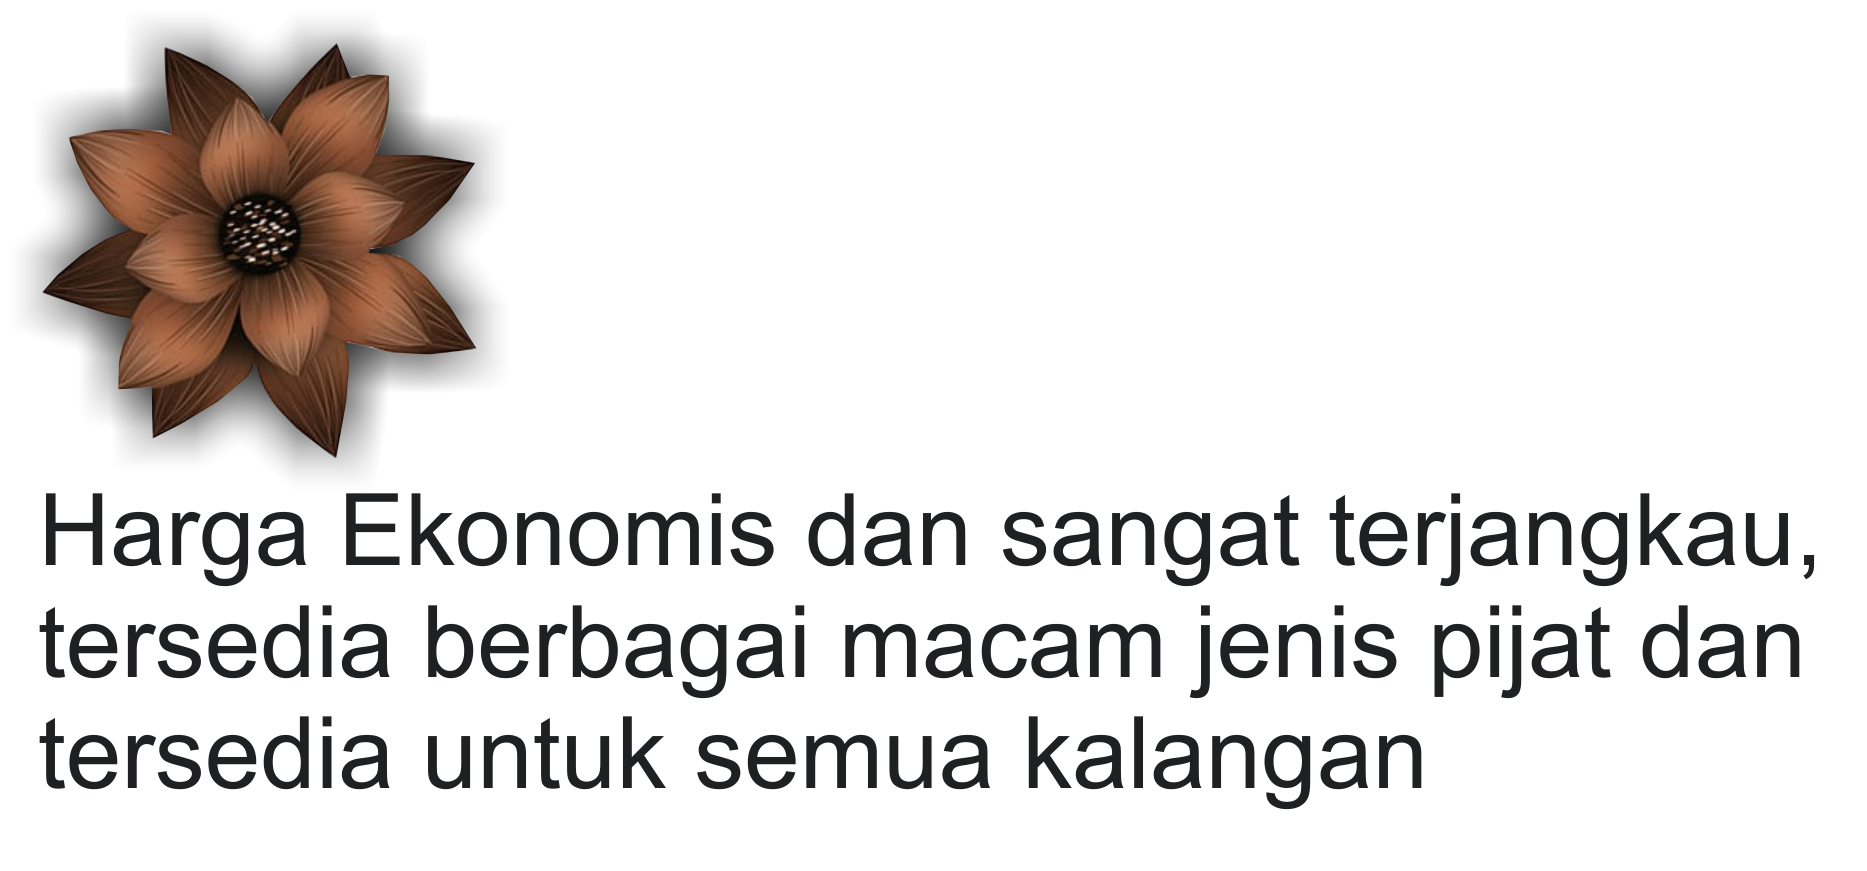 Harga Ekonomis dan sangat terjangkau,
tersedia berbagai macam jenis pijat dan
tersedia untuk semua kalangan